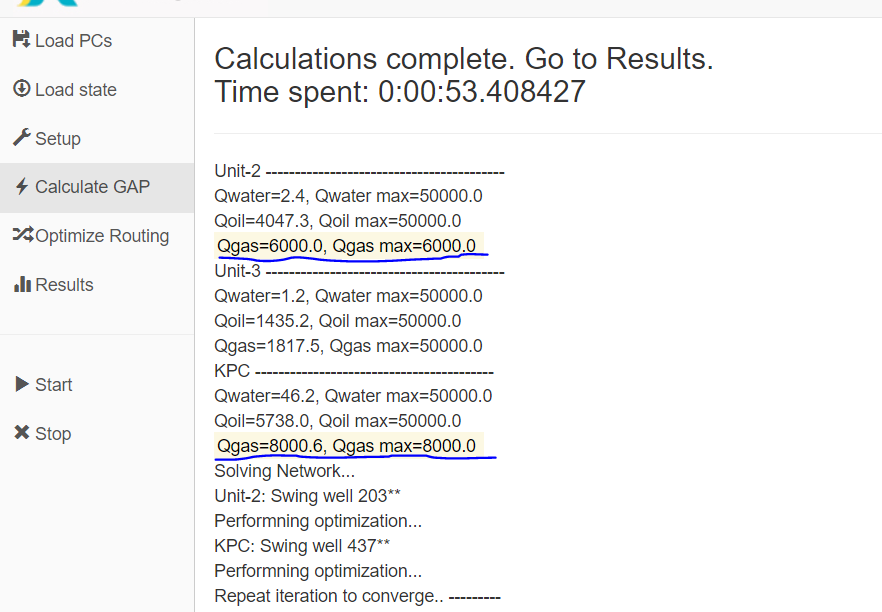 Load PCs
Load state
Setup
Calculate GAP
Optimize Routing
Results
Start
Stop
Calculations complete. Go to Results.
Time spent: 0:00:53.408427
Unit-2 ----------------------------------------
Qwater=2.4, Qwater max=50000.0
Qoil=4047.3, Qoil max=50000.0
Qgas=6000.0, Qgas max=6000.0
Unit-3 ----------------------------------------
Qwater=1.2, Qwater max=50000.0
Qoil=1435.2, Qoil max=50000.0
Qgas=1817.5, Qgas max=50000.0
KPC ----------------------------------------
Qwater=46.2, Qwater max=50000.0
Qoil=5738.0, Qoil max=50000.0
Qgas=8000.6, Qgas max=8000.0
Solving Network...
Unit-2: Swing well 203**
Performning optimization...
KPC: Swing well 437**
Performning optimization...
Repeat iteration to converge.. ---------